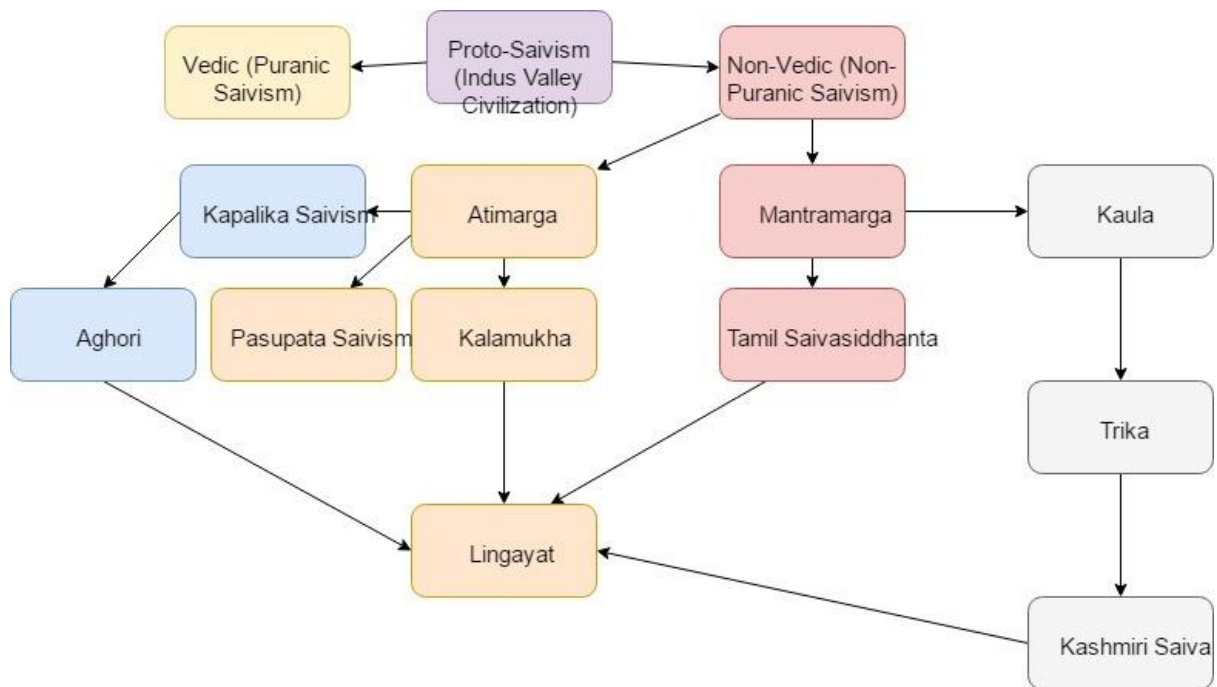 Vedic (Puranic
Saivism)
Proto-Saivism
(Indus Valley
Civilization)
Non-Vedic (Non-
Puranic Saivism)
Kapalika Saivism
Atimarga
Mantramarga
Kaula
Aghori
Pasupata Saivism
Kalamukha
Tamil Saivasiddhanta
Trika
Lingayat
Kashmiri Saiva